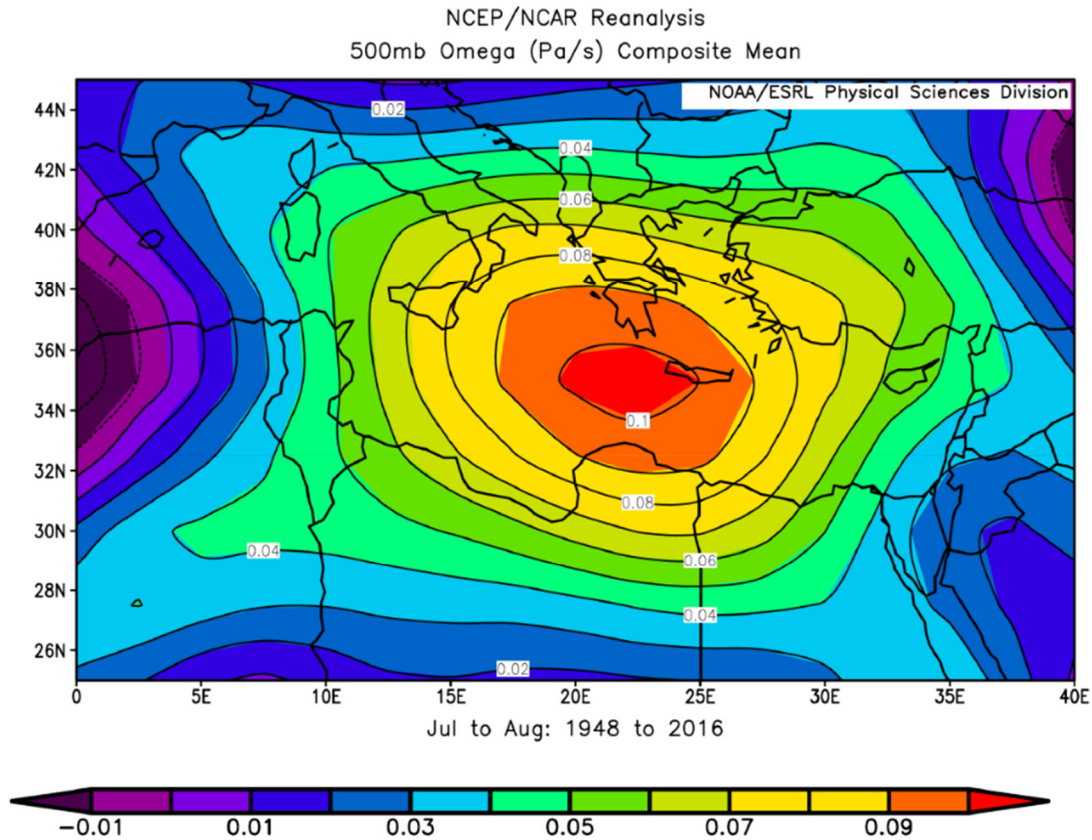 NCEP/NCAR Reanalysis
500mb Omega (Pa/s) Composite Mean
NOAA/ESRL Physical Sciences Division
44N
42N
40N
38N
36N
34N
32N
30N
28N
26N
0.02
0.04
0.06
0.08
0.1
0.08
0.04
0.06
0.04
0.02
0 5E 10E 15E 20E 25E 30E 35E 40E
Jul to Aug: 1948 to 2016
-0.01 0.01 0.03 0.05 0.07 0.09